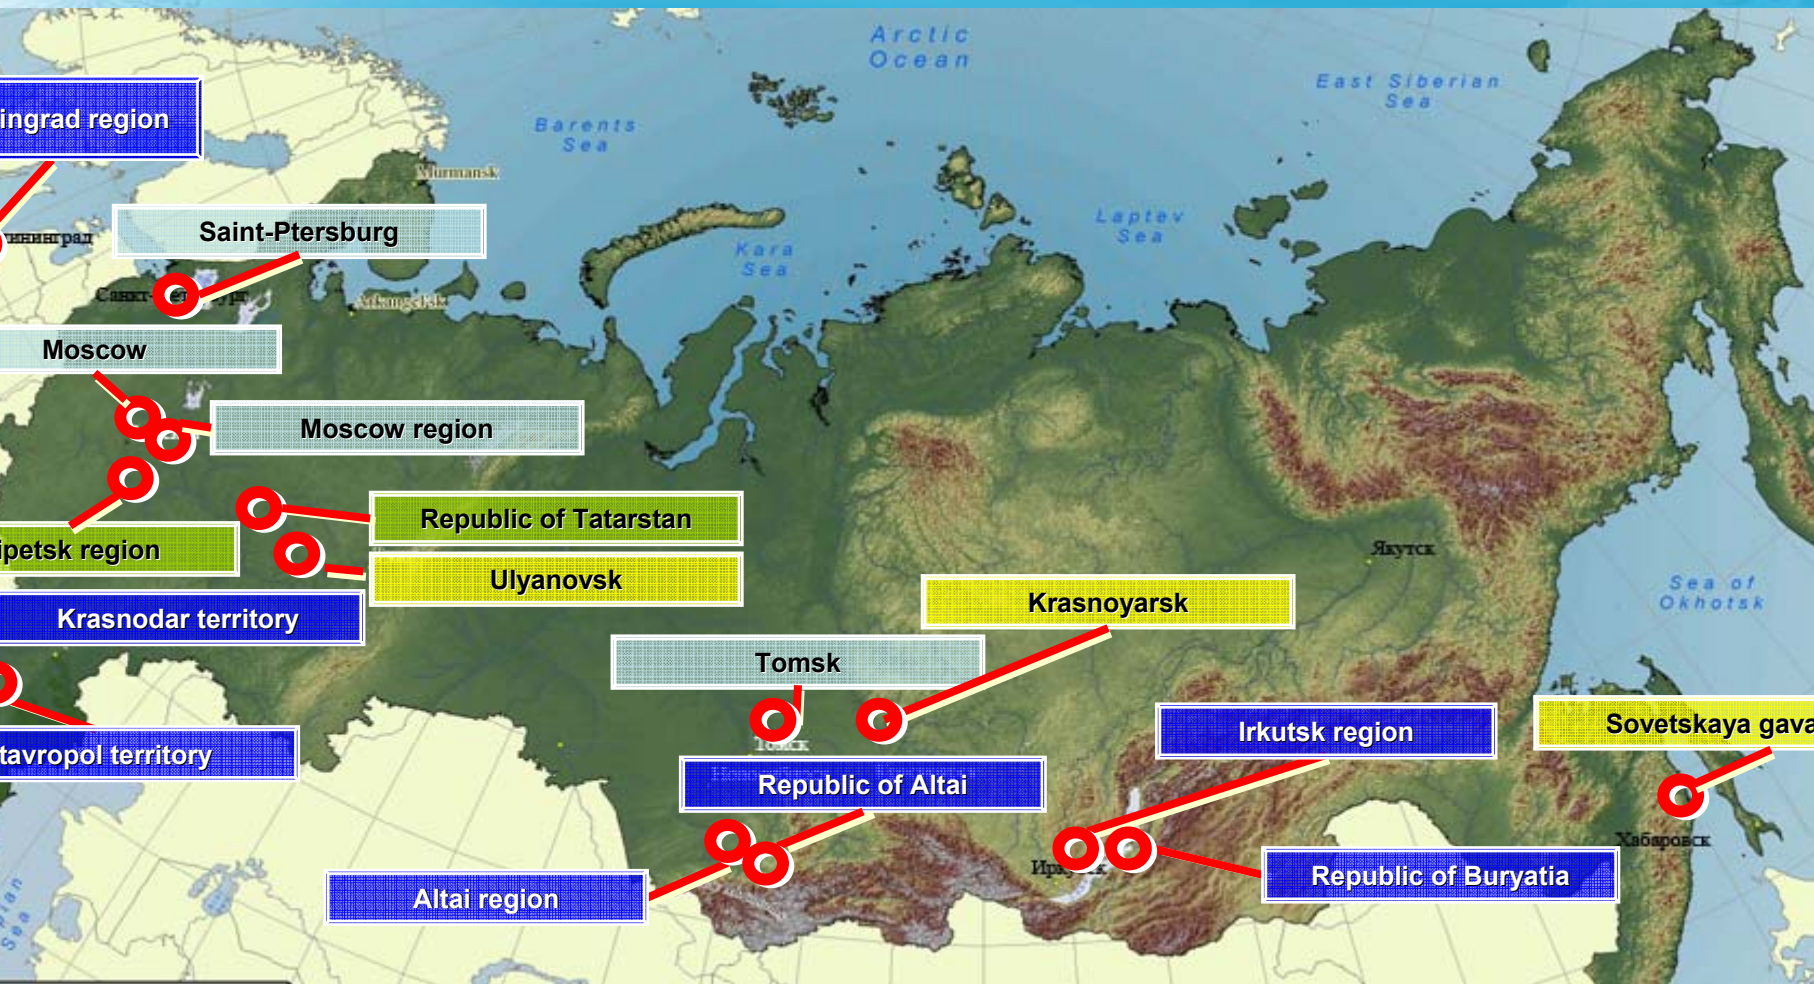 Arctic
Ocean
East Siberian
Sea
ingrad region
Barents
Sea
Murmansk
Saint-Ptersburg
Laptev
Sea
Kara
Sea
Arkangelsk
Moscow
Moscow region
Republic of Tatarstan
ipetsk region
Якутск
Ulyanovsk
Sea of
Okhotsk
Krasnoyarsk
Krasnodar territory
Tomsk
Irkutsk region
Sovetskaya gava
Томск
tavropol territory
Republic of Altai
Хабаровск
Republic of Buryatia
Altai region
Sea